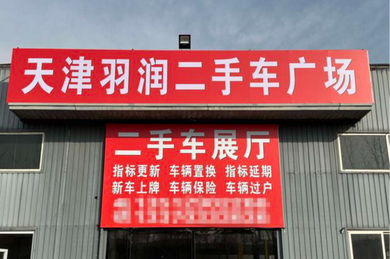 天津羽润二手车广场
二手车展厅
指标更新 车辆置换 指标延期
新车上牌 车辆保险 车辆过户